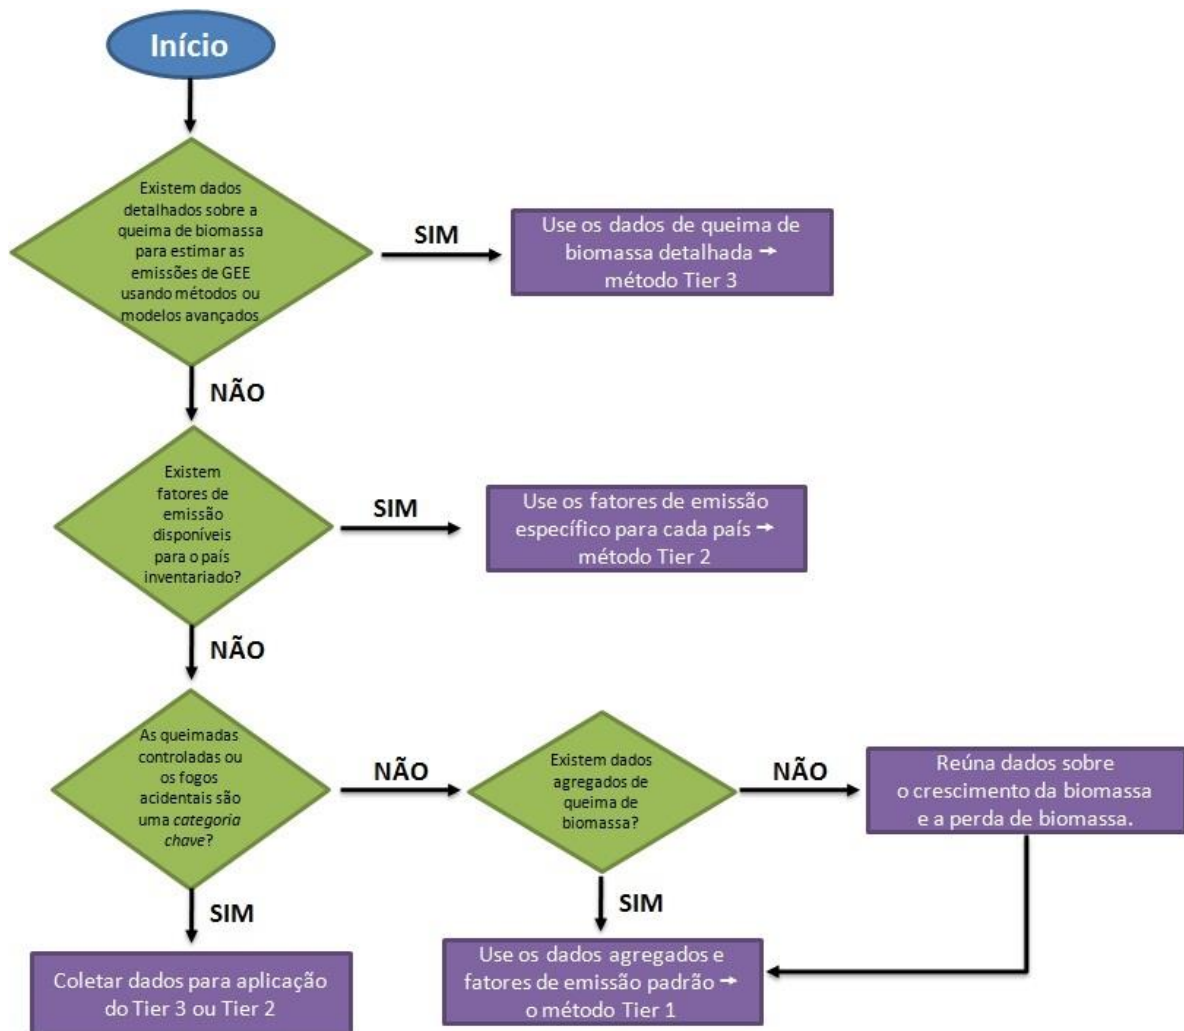 Início
Existem dados
detalhados sobre a
queima de biomassa
para estimar as
emissões de GEE
usando métodos ou
modelos avançados
SIM
Use os dados de queima de
biomassa detalhada →
método Tier 3
NÃO
Existem
fatores de
emissão
disponíveis
para o país
inventariado?
SIM
Use os fatores de emissão
específico para cada país →
método Tier 2
NÃO
As queimadas
controladas ou
os fogos
acidentais são
uma categoria
chave?
NÃO
Existem dados
agregados de
queima de
biomassa?
NÃO
Reúna dados sobre
o crescimento da biomassa
e a perda de biomassa.
SIM
SIM
Coletar dados para aplicação
do Tier 3 ou Tier 2
Use os dados agregados e
fatores de emissão padrão →
o método Tier 1